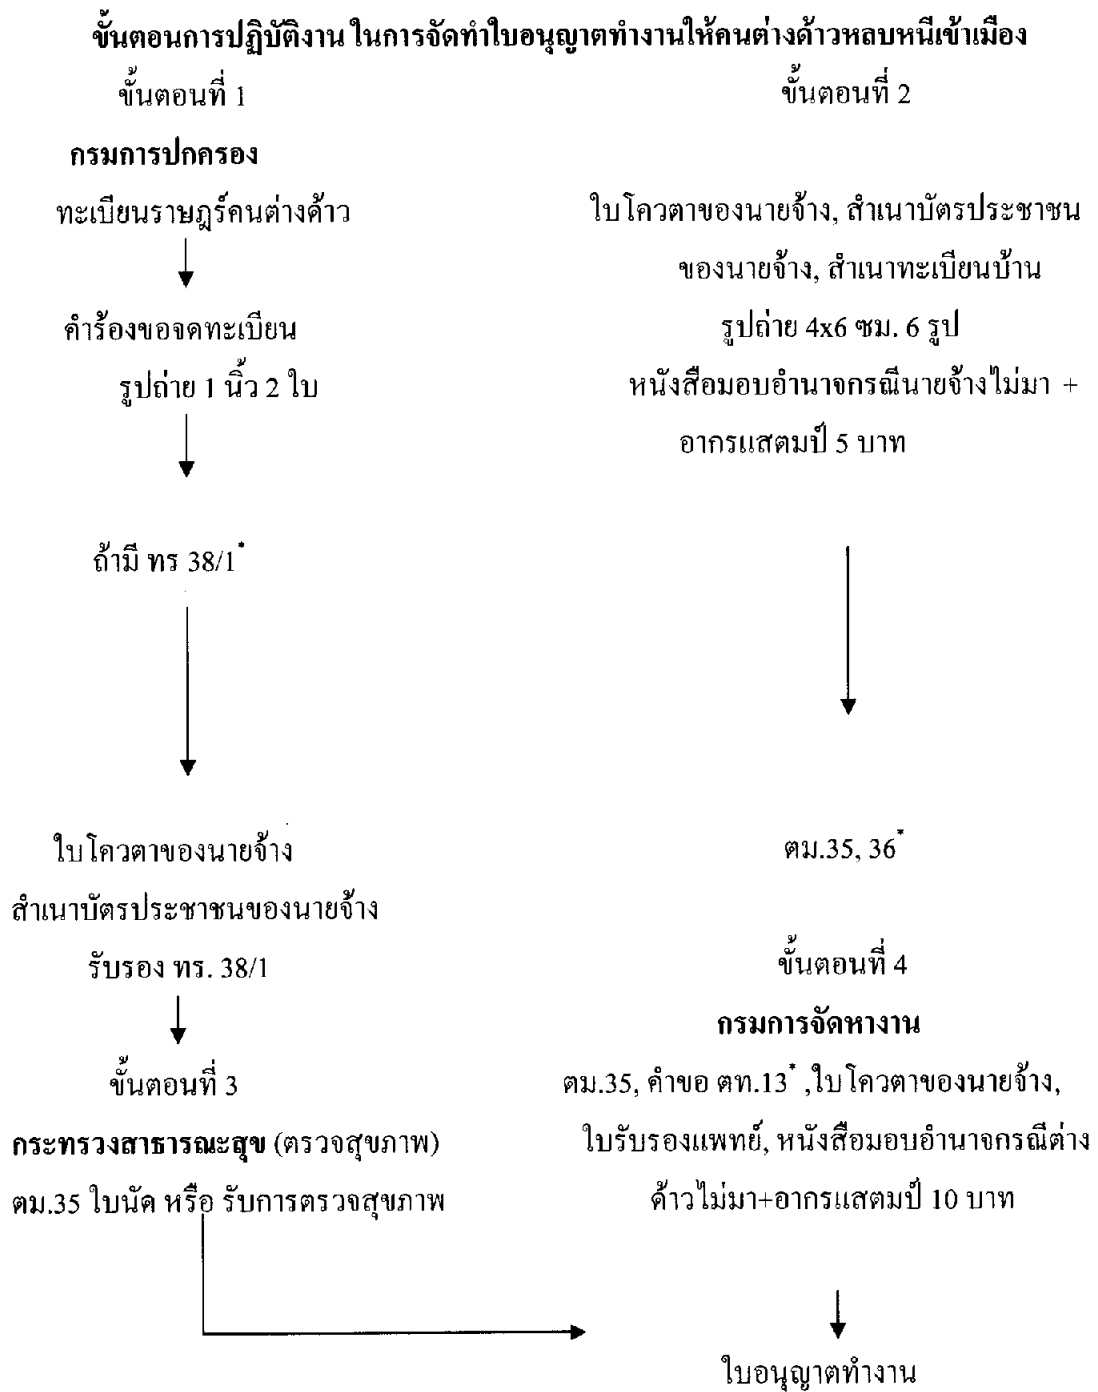 ขั้นตอนการปฏิบัติงาน ในการจัดทำใบอนุญาตทำงานให้คนต่างด้าวหลบหนีเข้าเมือง
ขั้นตอนที่ 1
กรมการปกครอง
ทะเบียนราษฎร์คนต่างด้าว
คำร้องขอจดทะเบียน
รูปถ่าย 1 นิ้ว 2 ใบ
ถ้ามี ทร 38/1*
ใบโควตาของนายจ้าง
สำเนาบัตรประชาชนของนายจ้าง
รับรอง ทร. 38/1
ขั้นตอนที่ 2
ใบโควตาของนายจ้าง, สำเนาบัตรประชาชน
ของนายจ้าง, สำเนาทะเบียนบ้าน
รูปถ่าย 4x6 ซม. 6 รูป
หนังสือมอบอำนาจกรณีนายจ้างไม่มา +
อากรแสตมป์ 5 บาท
ตม.35, 36*
ขั้นตอนที่ 3
กระทรวงสาธารณะสุข (ตรวจสุขภาพ)
ตม.35 ใบนัด หรือ รับการตรวจสุขภาพ
ขั้นตอนที่ 4
กรมการจัดหางาน
ตม.35, คำขอ ตท.13* ,ใบโควตาของนายจ้าง,
ใบรับรองแพทย์, หนังสือมอบอำนาจกรณีต่าง
ด้าวไม่มา+อากรแสตมป์ 10 บาท
ใบอนุญาตทำงาน